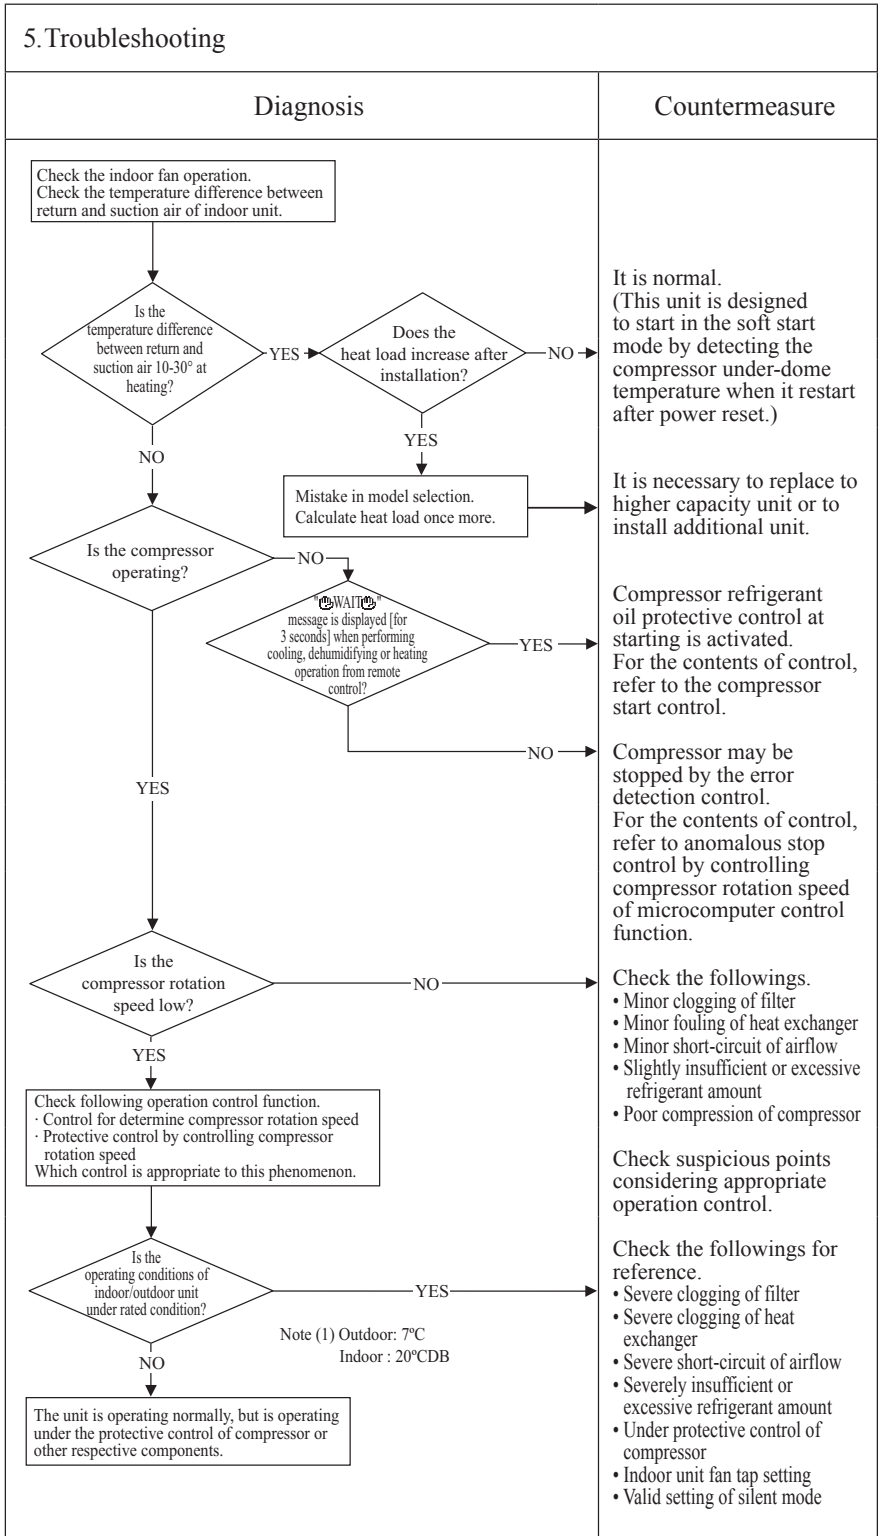 5.Troubleshooting
Diagnosis
Countermeasure
Check the indoor fan operation.
Check the temperature difference between
return and suction air of indoor unit.
Is the
temperature difference
between return and
suction air 10-30° at
heating?
YES
Does the
heat load increase after
installation?
NO
It is normal.
(This unit is designed
to start in the soft start
mode by detecting the
compressor under-dome
temperature when it restart
after power reset.)
NO
YES
Mistake in model selection.
Calculate heat load once more.
It is necessary to replace to
higher capacity unit or to
install additional unit.
Is the compressor
operating?
NO
"WAIT"
message is displayed [for
3 seconds] when performing
cooling, dehumidifying or heating
operation from remote
control?
YES
Compressor refrigerant
oil protective control at
starting is activated.
For the contents of control,
refer to the compressor
start control.
NO
Compressor may be
stopped by the error
detection control.
For the contents of control,
refer to anomalous stop
control by controlling
compressor rotation speed
of microcomputer control
function.
YES
Is the
compressor rotation
speed low?
NO
Check the followings.
• Minor clogging of filter
• Minor fouling of heat exchanger
• Minor short-circuit of airflow
• Slightly insufficient or excessive
refrigerant amount
• Poor compression of compressor
YES
Check following operation control function.
· Control for determine compressor rotation speed
· Protective control by controlling compressor
rotation speed
Which control is appropriate to this phenomenon.
Check suspicious points
considering appropriate
operation control.
Is the
operating conditions of
indoor/outdoor unit
under rated condition?
YES
Note (1) Outdoor: 7ºC
Indoor : 20ºCDB
Check the followings for
reference.
• Severe clogging of filter
• Severe clogging of heat
exchanger
• Severe short-circuit of airflow
• Severely insufficient or
excessive refrigerant amount
• Under protective control of
compressor
• Indoor unit fan tap setting
• Valid setting of silent mode
NO
The unit is operating normally, but is operating
under the protective control of compressor or
other respective components.